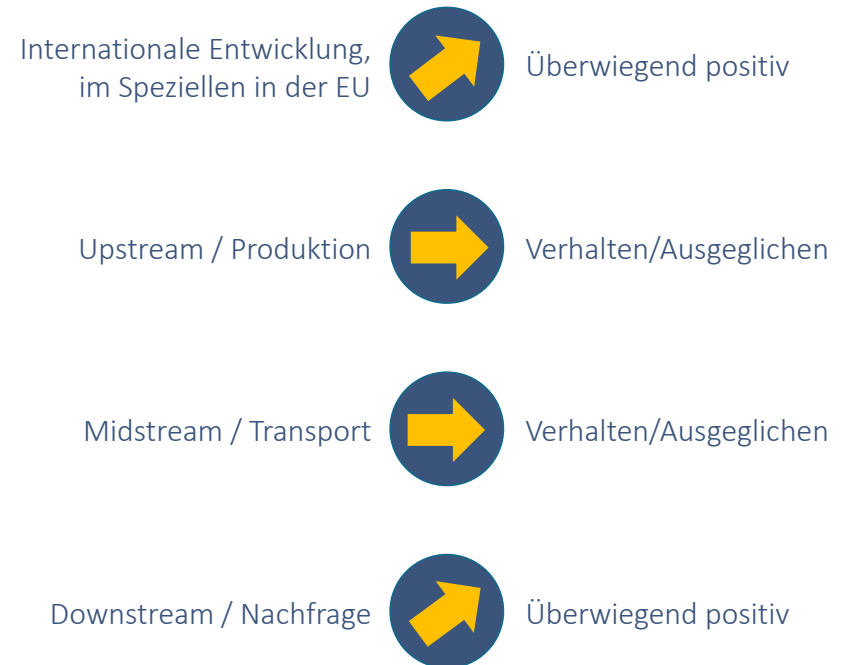 Internationale Entwicklung,
im Speziellen in der EU
Überwiegend positiv
Upstream / Produktion
Verhalten/Ausgeglichen
Midstream / Transport
Verhalten/Ausgeglichen
Downstream / Nachfrage
Überwiegend positiv